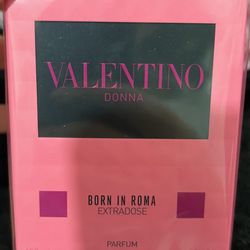 VALENTINO
DONNA
BORN IN ROMA
EXTRADOSE
PARFUM